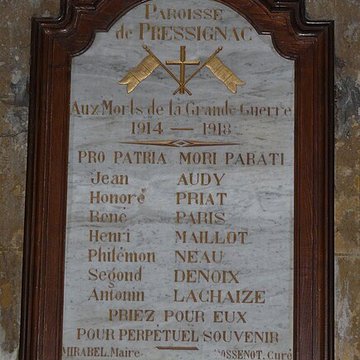 PAROISSE
de PRESSIGNAC
Aux Morts de la Grande Guerre
1914 — 1918
PRO PATRIA MORI PARATI
Jean AUDY
Honoré PRIAT
René PARIS
Henri MAILLOT
Philémon NEAU
Segond DENOIX
Antonin LACHAIZE
PRIEZ POUR EUX
POUR PERPÉTUEL SOUVENIR
MIRABEL, Maire OSSENOT, Curé